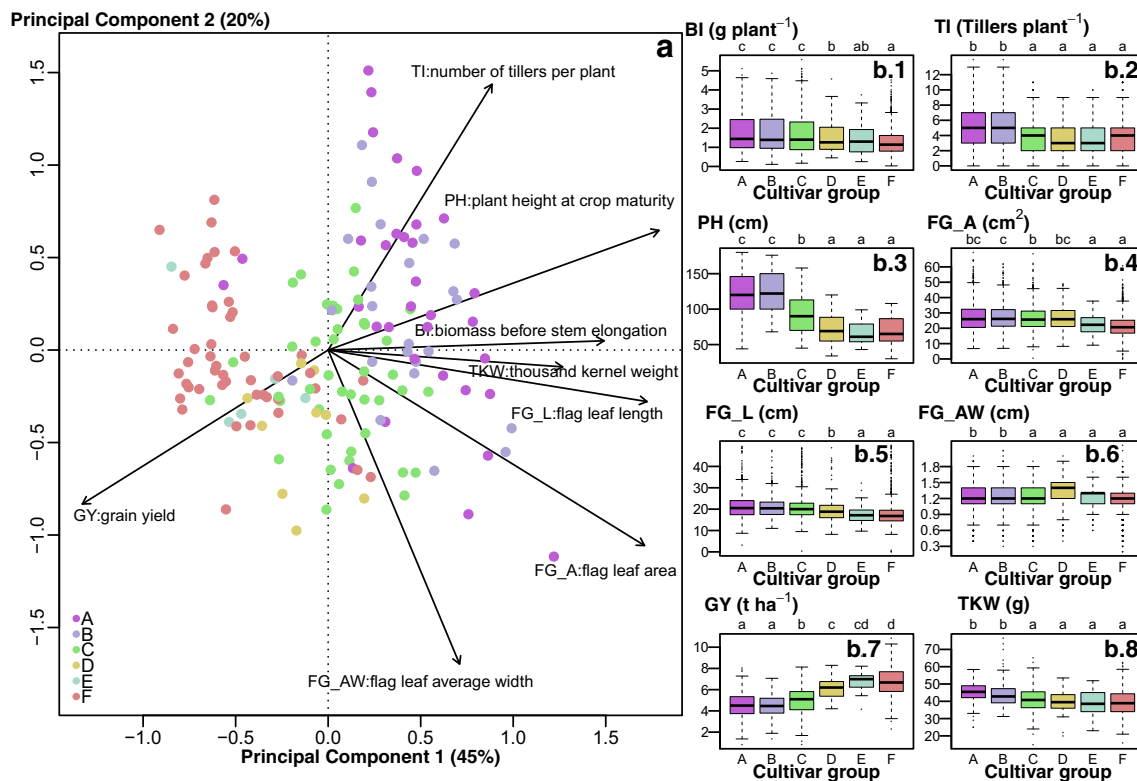 Principal Component 2 (20%)
a
1.5
1.0
0.5
0.0
−0.5
−1.0
−1.5
TI:number of tillers per plant
PH:plant height at crop maturity
BI:biomass before stem elongation
TKW:thousand kernel weight
FG_L:flag leaf length
GY:grain yield
FG_A:flag leaf area
FG_AW:flag leaf average width
A
B
C
D
E
F
−1.0 −0.5 0.0 0.5 1.0 1.5
Principal Component 1 (45%)
BI (g plant⁻¹)
c c c b ab a
b.1
5
4
3
2
1
0
A B C D E F
Cultivar group
TI (Tillers plant⁻¹)
b b a a a a
b.2
12
10
8
6
4
2
0
A B C D E F
Cultivar group
PH (cm)
c c b a a a
b.3
150
100
50
A B C D E F
Cultivar group
FG_A (cm²)
bc c b bc a a
b.4
70
60
50
40
30
20
10
0
A B C D E F
Cultivar group
FG_L (cm)
c c c b a a
b.5
40
30
20
10
0
A B C D E F
Cultivar group
FG_AW (cm)
a a a b a a
b.6
2.1
1.8
1.5
1.2
0.9
0.6
0.3
A B C D E F
Cultivar group
GY (t ha⁻¹)
a a b c cd d
b.7
10
8
6
4
2
A B C D E F
Cultivar group
TKW (g)
b b a a a a
b.8
70
60
50
40
30
20
A B C D E F
Cultivar group